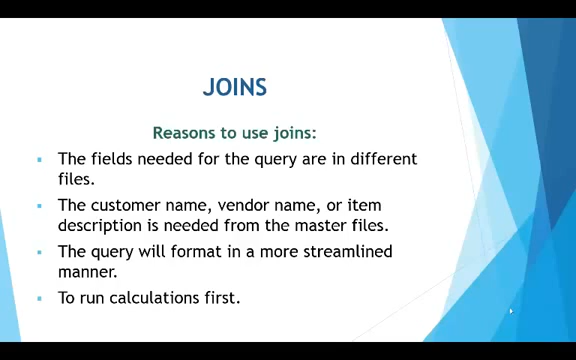 JOINS
Reasons to use joins:
The fields needed for the query are in different
files.
The customer name, vendor name, or item
description is needed from the master files.
The query will format in a more streamlined
manner.
To run calculations first.